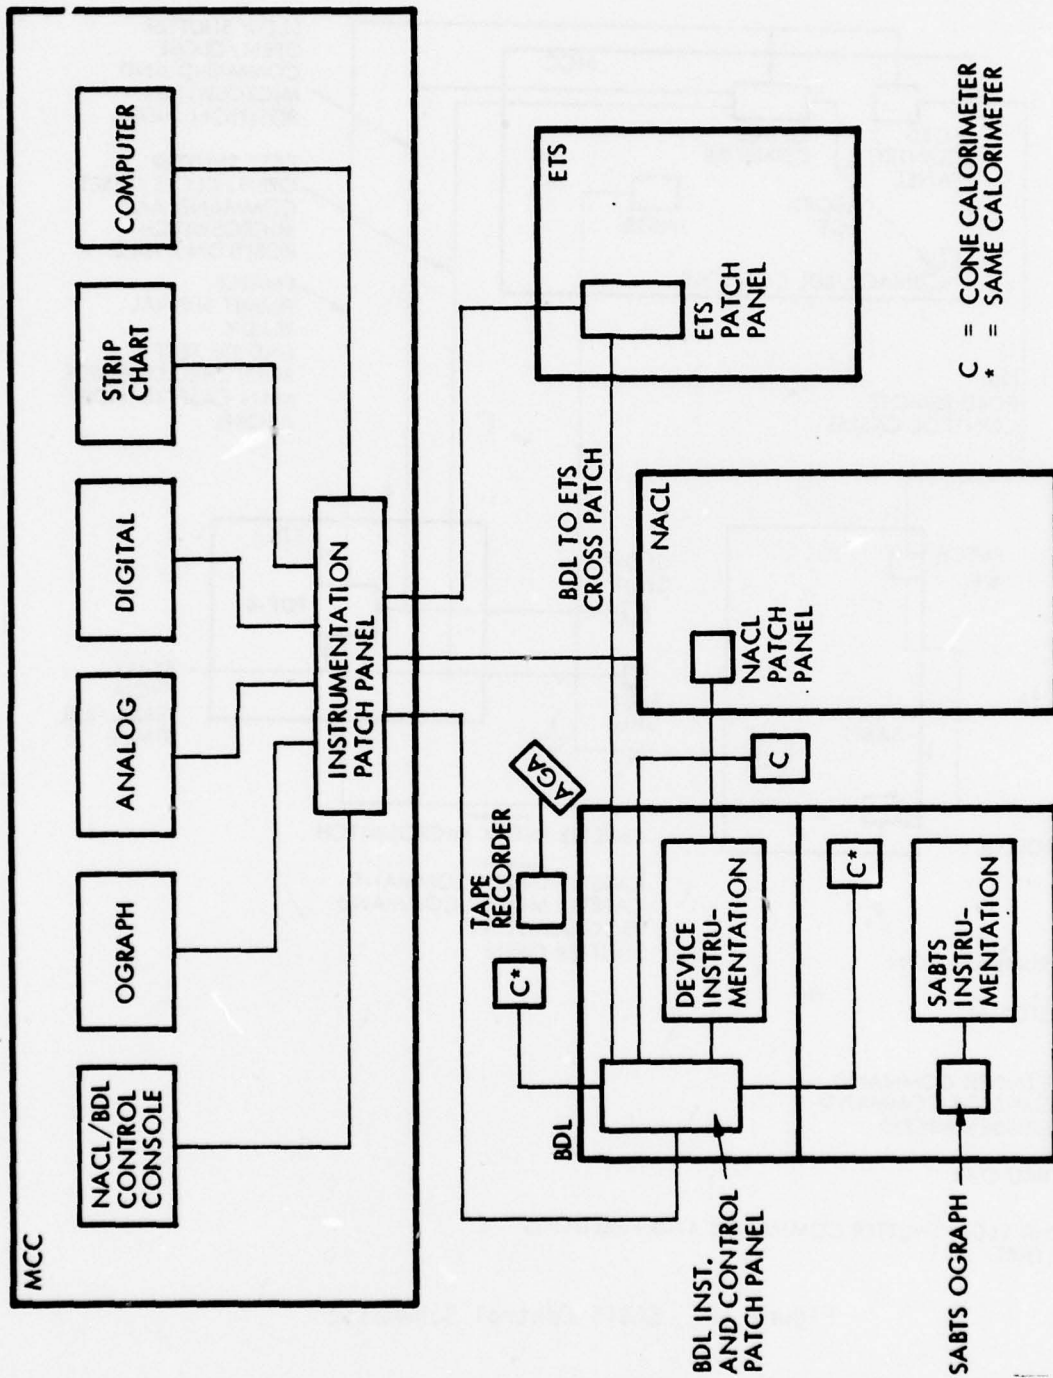 MCC
NACL/BDL
CONTROL
CONSOLE
OGRAPH
ANALOG
DIGITAL
STRIP
CHART
COMPUTER
INSTRUMENTATION
PATCH PANEL
TAPE
RECORDER
AGA
C*
BDL
BDL INST.
AND CONTROL
PATCH PANEL
DEVICE
INSTRU-
MENTATION
C
C*
SABTS OGRAPH
SABTS
INSTRU-
MENTATION
BDL TO ETS
CROSS PATCH
NACL
NACL
PATCH
PANEL
ETS
ETS
PATCH
PANEL
C = CONE CALORIMETER
* = SAME CALORIMETER